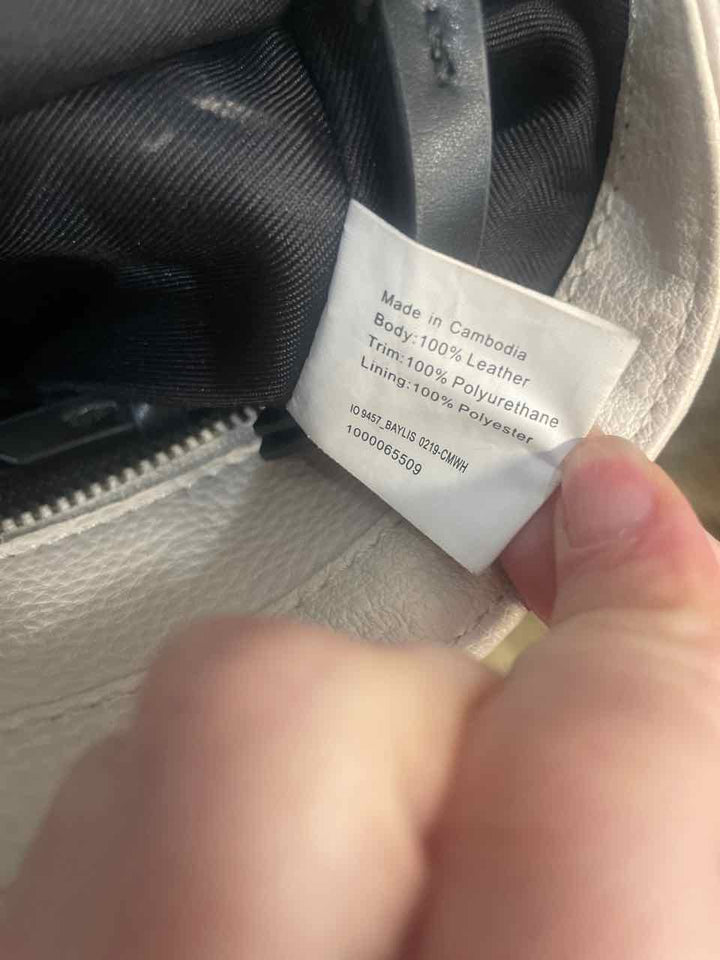 Made in Cambodia
Body:100% Leather
Trim:100% Polyurethane
Lining:100% Polyester
IO 9457_BAYLIS 0219-CMWH
1000065509